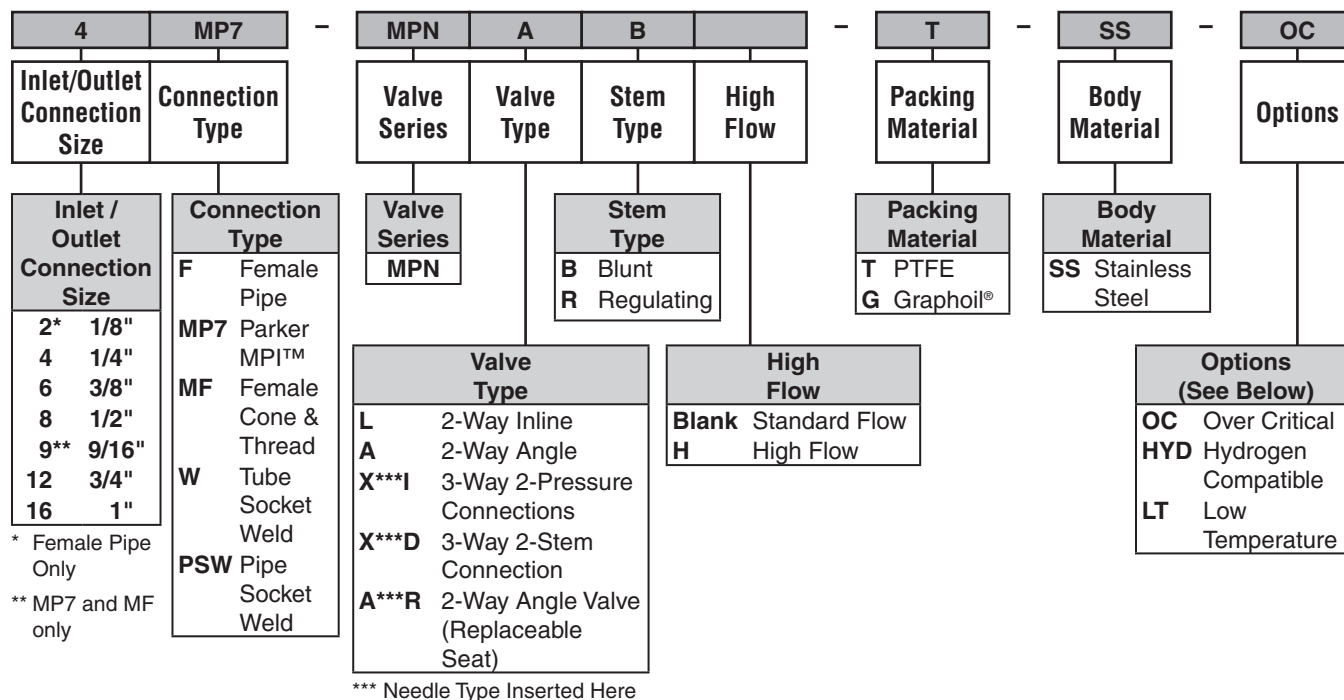 4 MP7 – MPN A B – T – SS – OC
Inlet/Outlet
Connection
Size
Connection
Type
Valve
Series
Valve
Type
Stem
Type
High
Flow
Packing
Material
Body
Material
Options
Inlet /
Outlet
Connection
Size
2* 1/8"
4 1/4"
6 3/8"
8 1/2"
9** 9/16"
12 3/4"
16 1"
* Female Pipe
Only
** MP7 and MF
only
Connection
Type
F Female
Pipe
MP7 Parker
MPI™
MF Female
Cone &
Thread
W Tube
Socket
Weld
PSW Pipe
Socket
Weld
Valve
Series
MPN
Valve
Type
L 2-Way Inline
A 2-Way Angle
X***I 3-Way 2-Pressure
Connections
X***D 3-Way 2-Stem
Connection
A***R 2-Way Angle Valve
(Replaceable
Seat)
*** Needle Type Inserted Here
Stem
Type
B Blunt
R Regulating
High
Flow
Blank Standard Flow
H High Flow
Packing
Material
T PTFE
G Graphoil®
Body
Material
SS Stainless
Steel
Options
(See Below)
OC Over Critical
HYD Hydrogen
Compatible
LT Low
Temperature